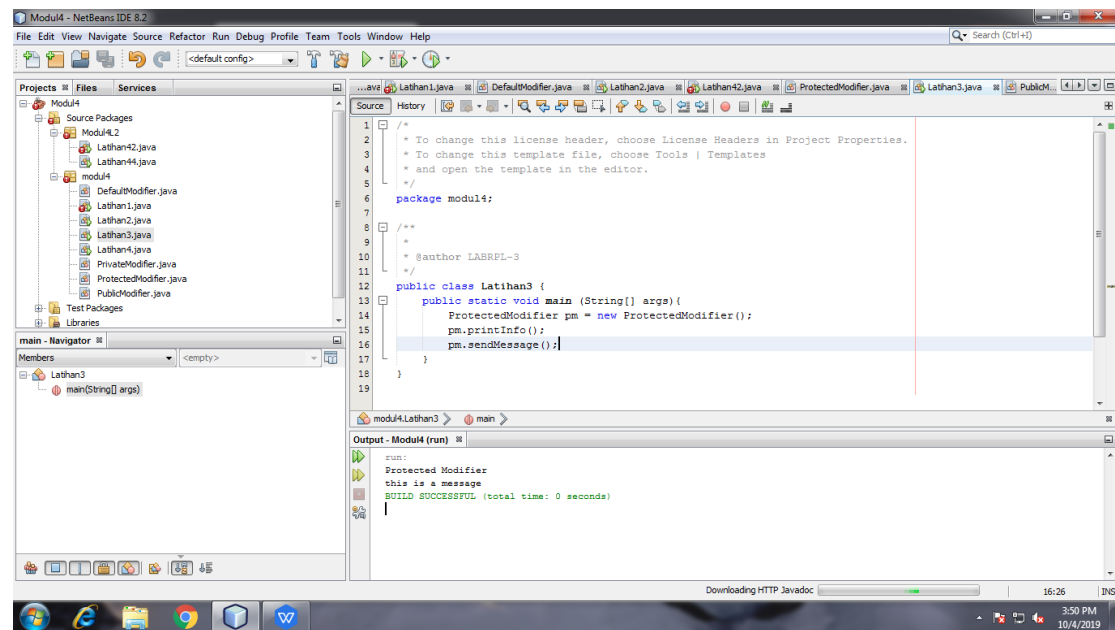 Modul4 - NetBeans IDE 8.2
File Edit View Navigate Source Refactor Run Debug Profile Team Tools Window Help
Search (Ctrl+I)
<default config>
Projects Files Services
Modul4
Source Packages
Modul4L2
Latihan42.java
Latihan44.java
modul4
DefaultModifier.java
Latihan1.java
Latihan2.java
Latihan3.java
Latihan4.java
PrivateModifier.java
ProtectedModifier.java
PublicModifier.java
Test Packages
Libraries
main - Navigator
Members <empty>
Latihan3
main(String[] args)
...ava Latihan1.java DefaultModifier.java Latihan2.java Latihan42.java ProtectedModifier.java Latihan3.java PublicM...
Source History
1 /*
2 * To change this license header, choose License Headers in Project Properties.
3 * To change this template file, choose Tools | Templates
4 * and open the template in the editor.
5 */
6 package modul4;
7
8 /**
9 *
10 * @author LABRPL-3
11 */
12 public class Latihan3 {
13 public static void main (String[] args){
14 ProtectedModifier pm = new ProtectedModifier();
15 pm.printInfo();
16 pm.sendMessage();
17 }
18 }
19
modul4.Latihan3 main
Output - Modul4 (run)
run:
Protected Modifier
this is a message
BUILD SUCCESSFUL (total time: 0 seconds)
Downloading HTTP Javadoc 16:26 INS
3:50 PM
10/4/2019